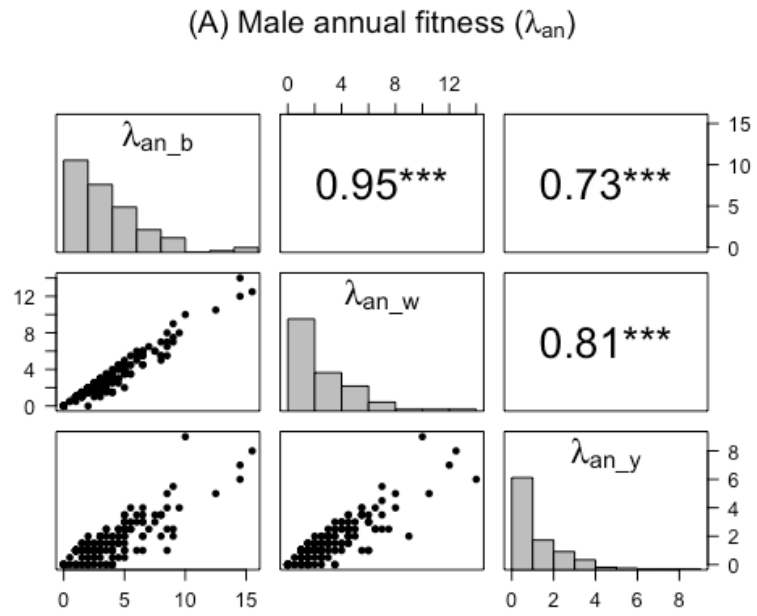 (A) Male annual fitness (λan)
0 4 8 12
λan_b
0.95***
0.73***
15
10
5
0
12
8
4
0
λan_w
0.81***
λan_y
8
6
4
2
0
0 5 10 15
0 2 4 6 8